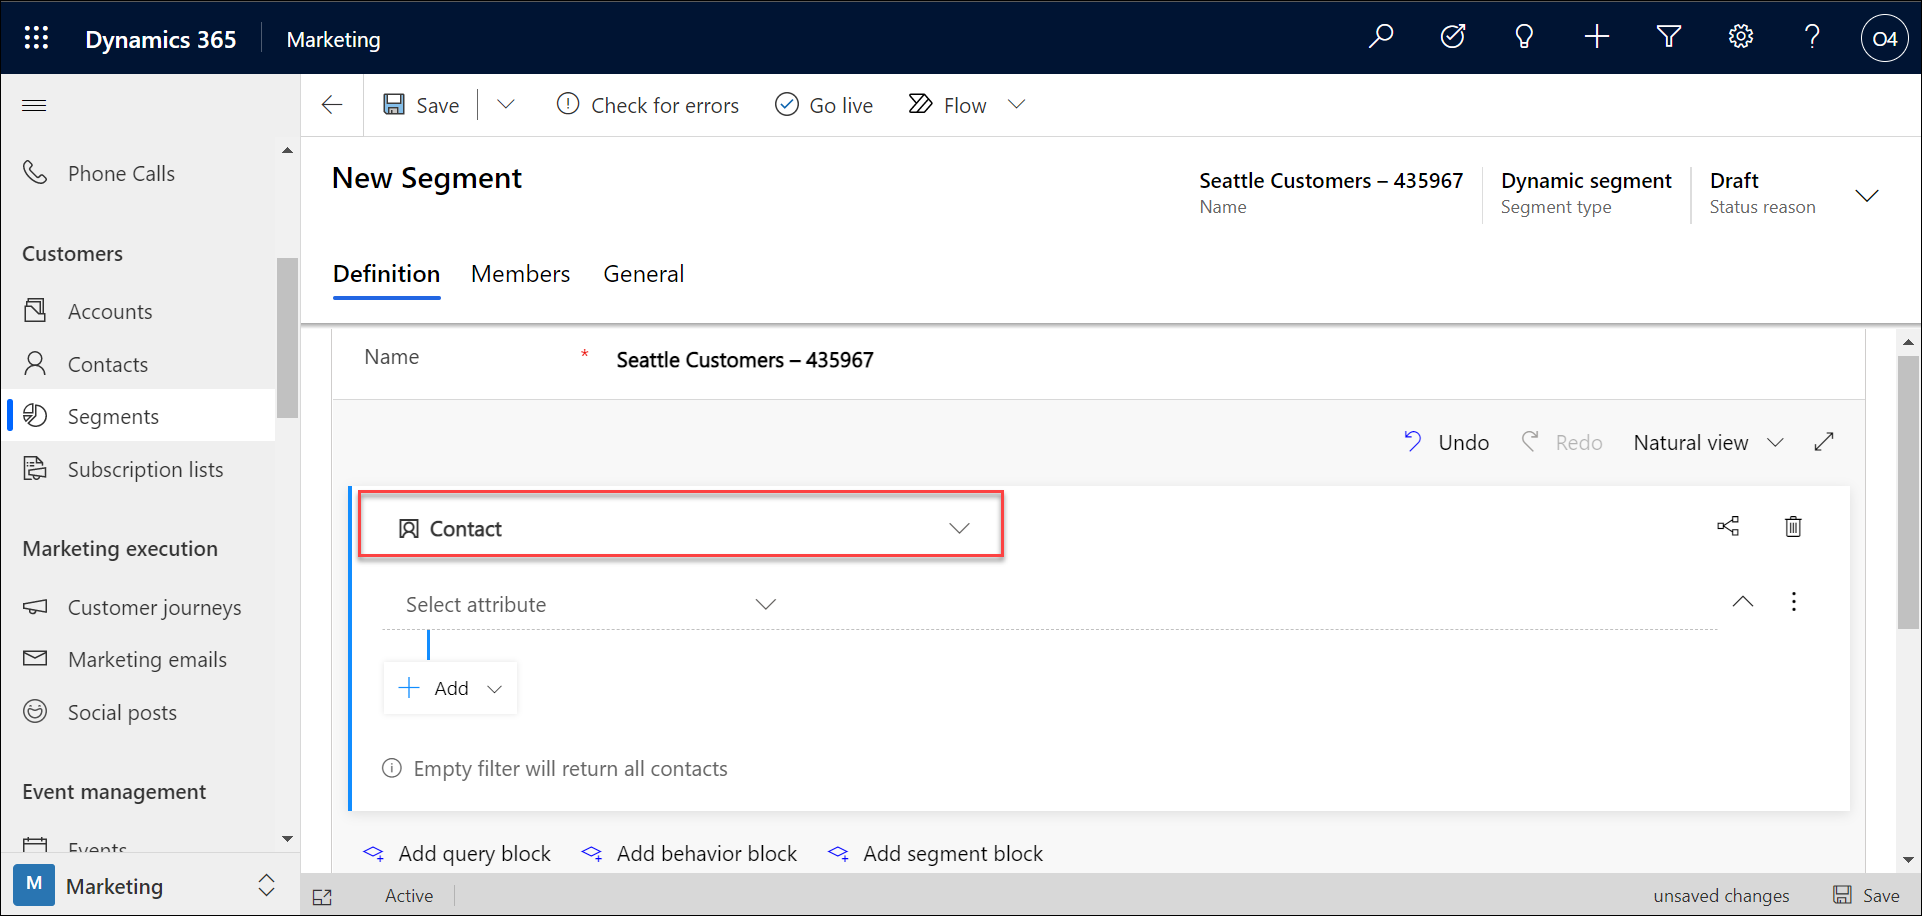 Dynamics 365 Marketing O4
Save Check for errors Go live Flow
Phone Calls
Customers
Accounts
Contacts
Segments
Subscription lists
Marketing execution
Customer journeys
Marketing emails
Social posts
Event management
Events
M Marketing
New Segment
Seattle Customers – 435967
Name
Dynamic segment
Segment type
Draft
Status reason
Definition Members General
Name * Seattle Customers – 435967
Undo Redo Natural view
Contact
Select attribute
Add
Empty filter will return all contacts
Add query block Add behavior block Add segment block
Active unsaved changes Save